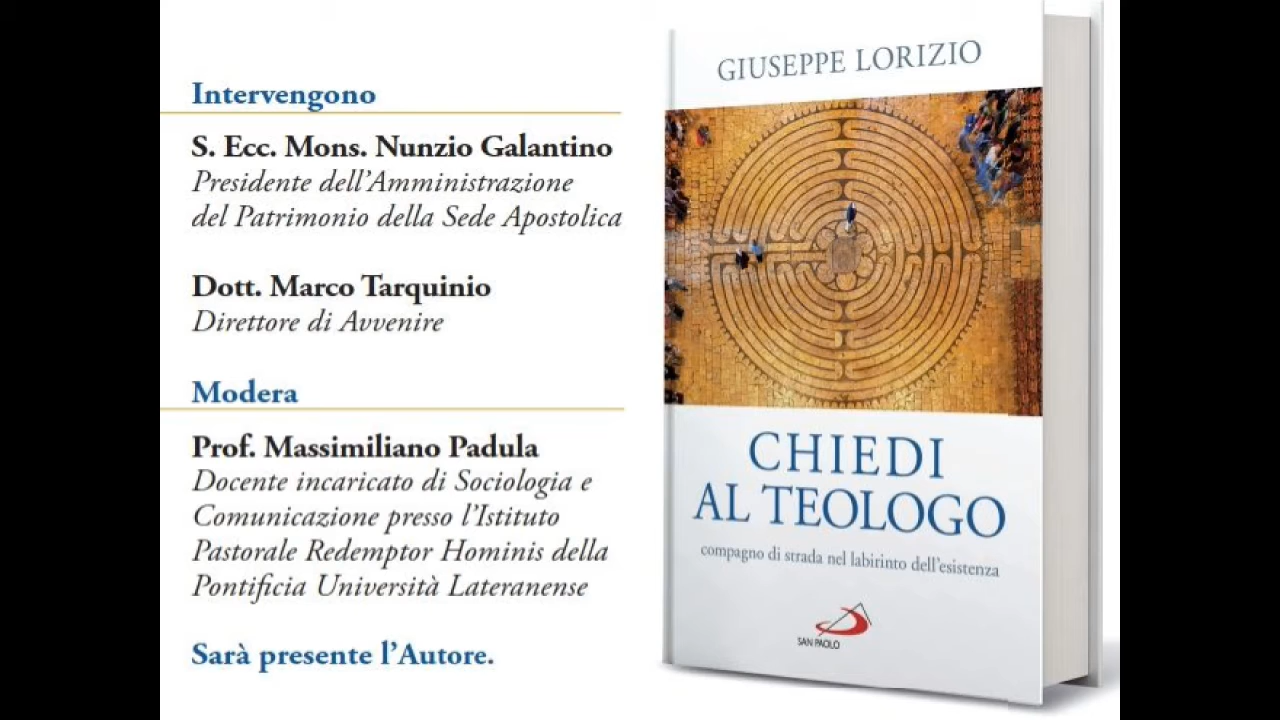 Intervengono
S. Ecc. Mons. Nunzio Galantino
Presidente dell'Amministrazione
del Patrimonio della Sede Apostolica
Dott. Marco Tarquinio
Direttore di Avvenire
Modera
Prof. Massimiliano Padula
Docente incaricato di Sociologia e
Comunicazione presso l'Istituto
Pastorale Redemptor Hominis della
Pontificia Università Lateranense
Sarà presente l'Autore.
GIUSEPPE LORIZIO
CHIEDI
AL TEOLOGO
compagno di strada nel labirinto dell'esistenza
SAN PAOLO